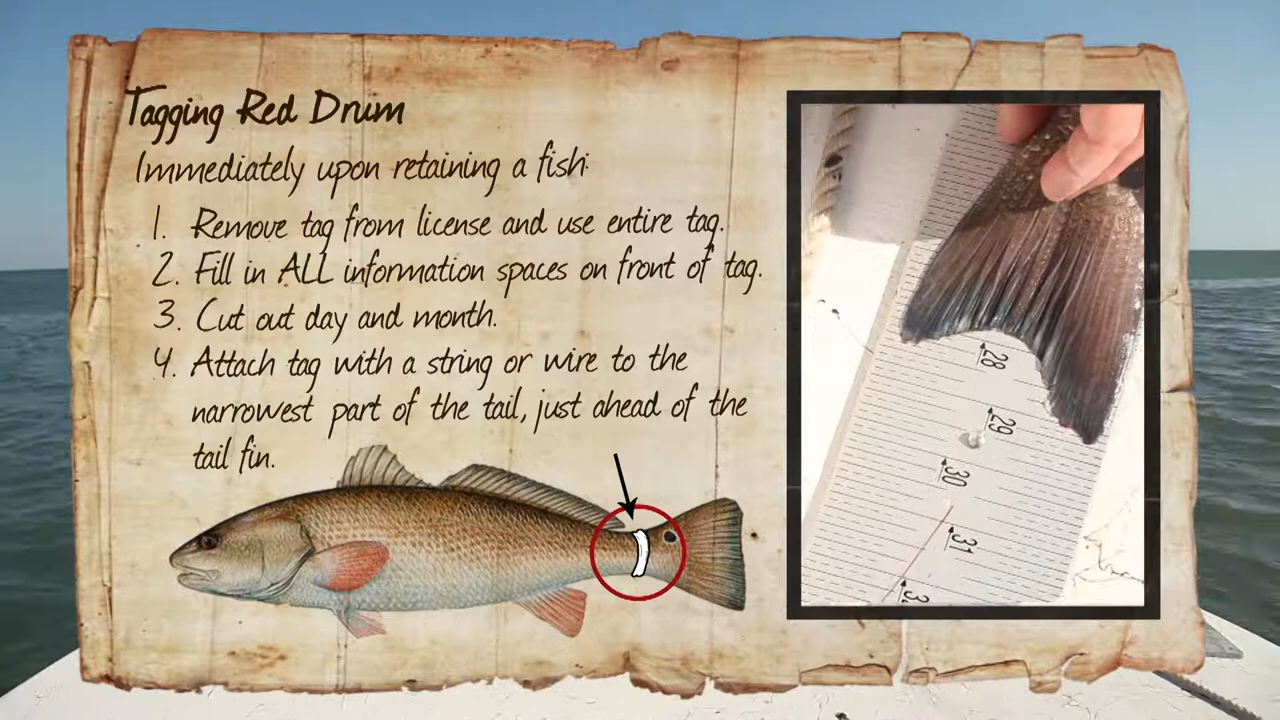 Tagging Red Drum
Immediately upon retaining a fish:
1. Remove tag from license and use entire tag.
2. Fill in ALL information spaces on front of tag.
3. Cut out day and month.
4. Attach tag with a string or wire to the
narrowest part of the tail, just ahead of the
tail fin.
28
29
30
31